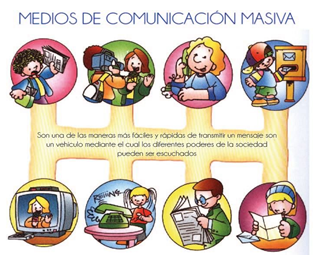 MEDIOS DE COMUNICACIÓN MASIVA
Son una de las maneras más fáciles y rápidas de transmitir un mensaje son
un vehiculo mediante el cual los diferentes poderes de la sociedad
pueden ser escuchados